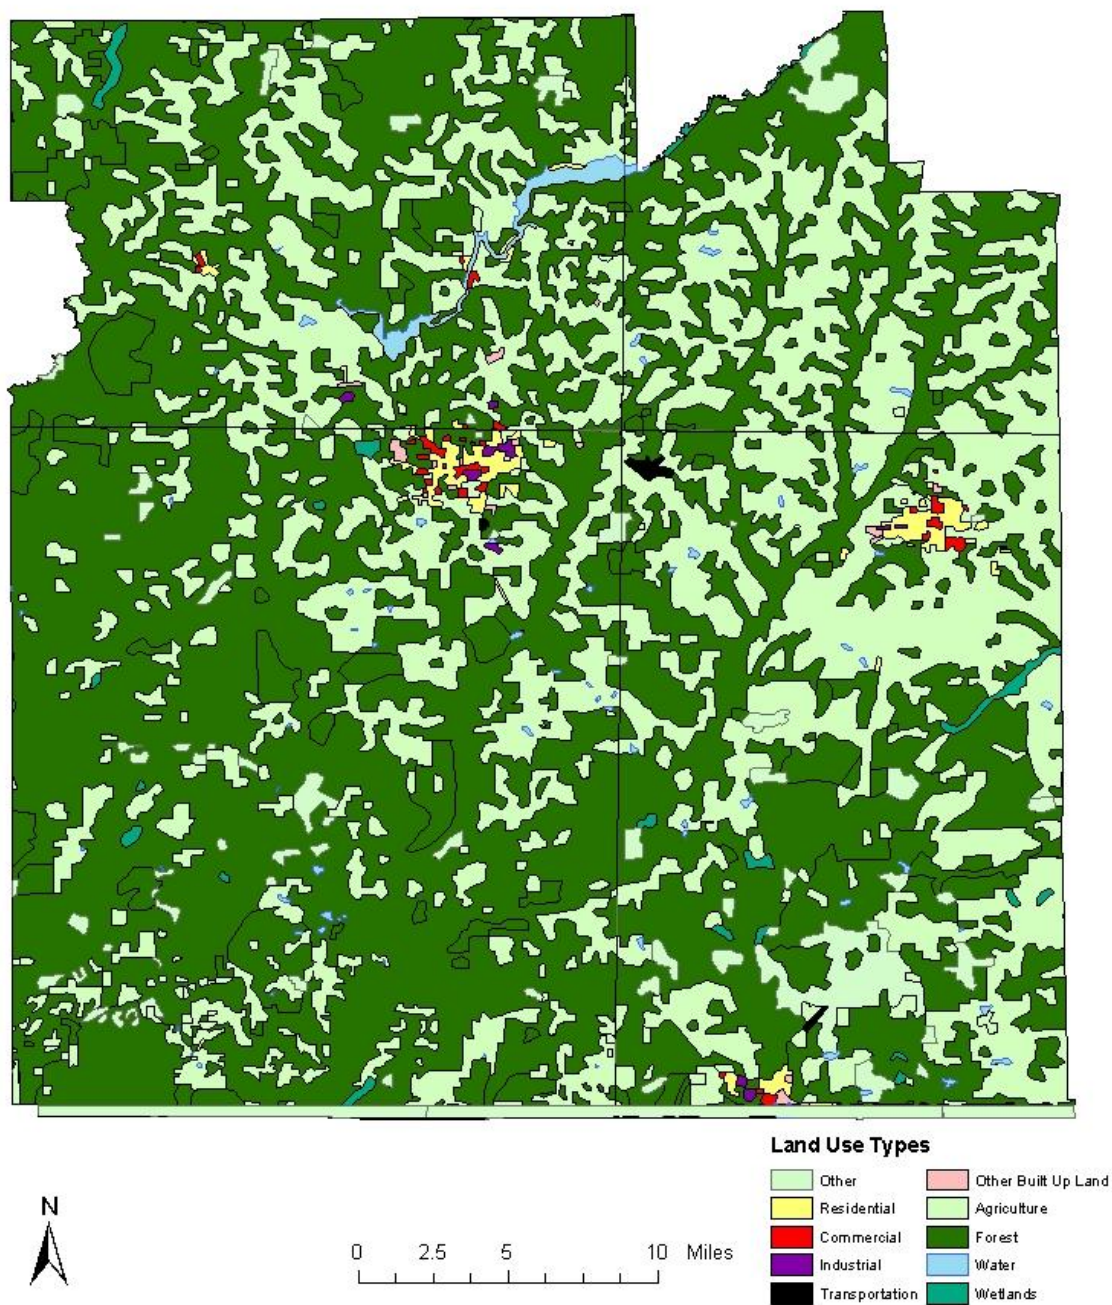 Land Use Types
Other
Other Built Up Land
Residential
Agriculture
Commercial
Forest
Industrial
Water
Transportation
Wetlands
N
0 2.5 5 10 Miles